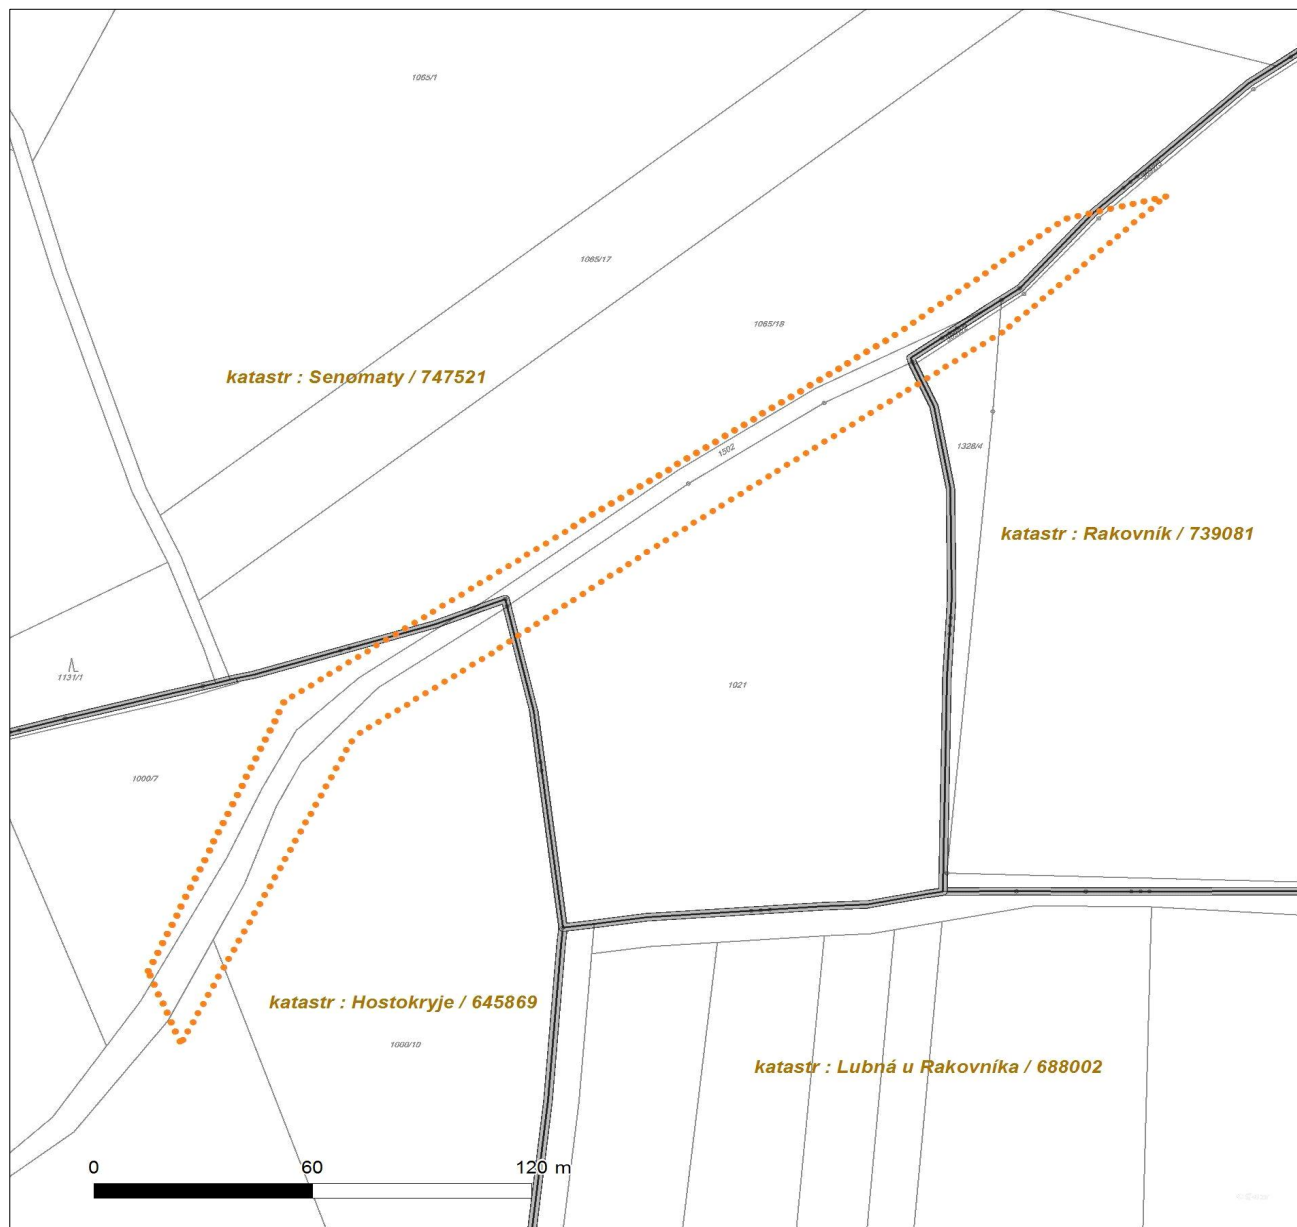 1065/1
1065/17
1065/18
katastr : Senomaty / 747521
1502
1328/4
katastr : Rakovník / 739081
1131/1
1021
1000/7
katastr : Hostokryje / 645869
1000/10
katastr : Lubná u Rakovníka / 688002
0 60 120 m